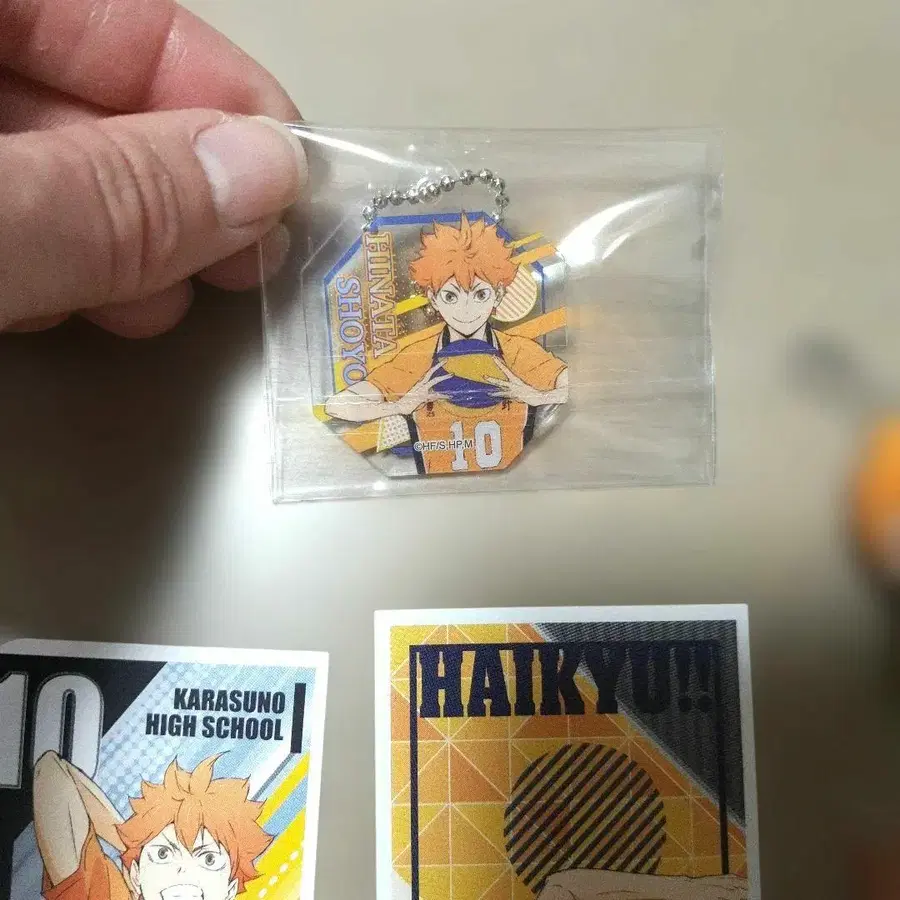 HINATA
SHOYO
©HF/S.HP,M
10
10
KARASUNO
HIGH SCHOOL
HAIKYU!!